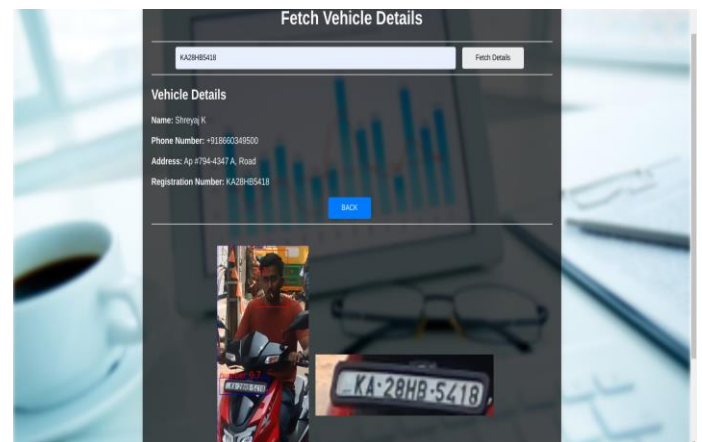 Fetch Vehicle Details
KA28HB5418 Fetch Details
Vehicle Details
Name: Shreyaj K
Phone Number: +918660349500
Address: Ap #794-4347 A, Road
Registration Number: KA28HB5418
BACK
KA-28HB-5418